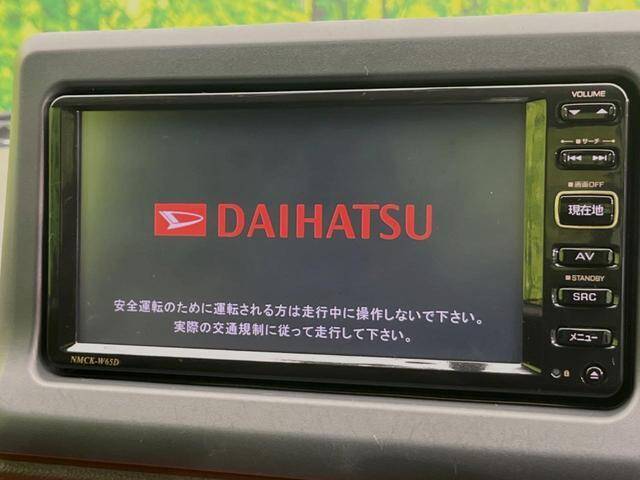 VOLUME
サーチ
画面OFF
現在地
DAIHATSU
AV
STANDBY
SRC
安全運転のために運転される方は走行中に操作しないで下さい。
実際の交通規制に従って走行して下さい。
メニュー
NMCK-W65D